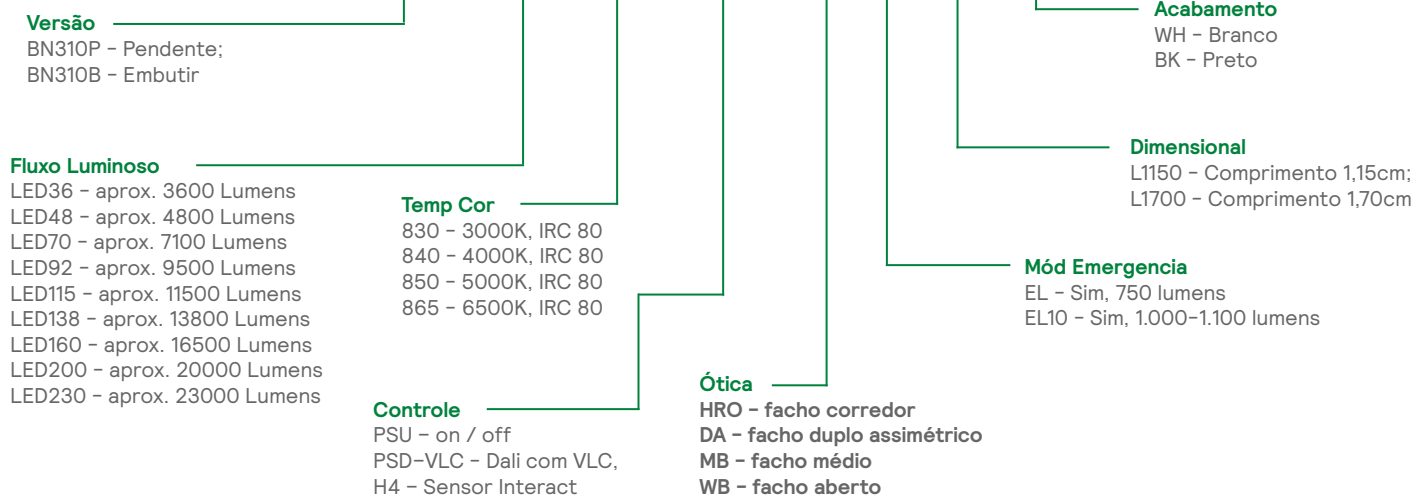 Versão
BN310P - Pendente;
BN310B - Embutir
Acabamento
WH - Branco
BK - Preto
Fluxo Luminoso
LED36 - aprox. 3600 Lumens
LED48 - aprox. 4800 Lumens
LED70 - aprox. 7100 Lumens
LED92 - aprox. 9500 Lumens
LED115 - aprox. 11500 Lumens
LED138 - aprox. 13800 Lumens
LED160 - aprox. 16500 Lumens
LED200 - aprox. 20000 Lumens
LED230 - aprox. 23000 Lumens
Temp Cor
830 - 3000K, IRC 80
840 - 4000K, IRC 80
850 - 5000K, IRC 80
865 - 6500K, IRC 80
Dimensional
L1150 - Comprimento 1,15cm;
L1700 - Comprimento 1,70cm
Mód Emergencia
EL - Sim, 750 lumens
EL10 - Sim, 1.000-1.100 lumens
Controle
PSU - on / off
PSD-VLC - Dali com VLC,
H4 - Sensor Interact
Ótica
HRO - facho corredor
DA - facho duplo assimétrico
MB - facho médio
WB - facho aberto